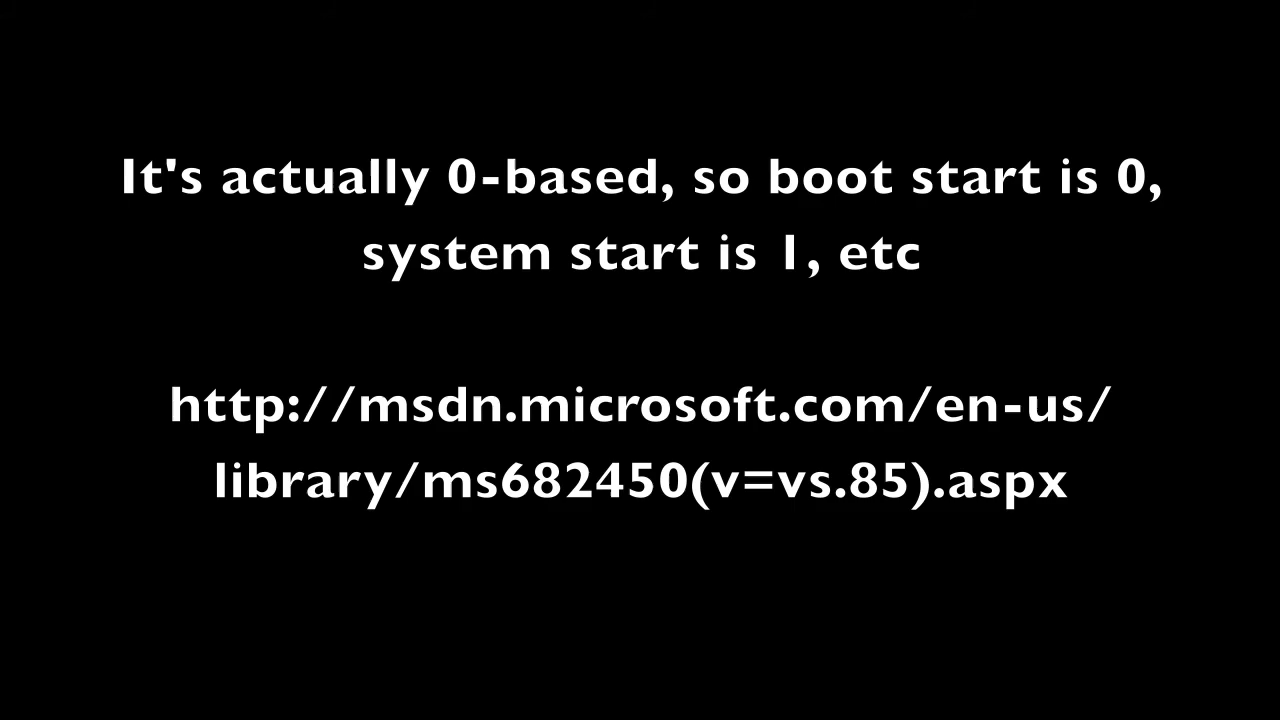 It's actually 0-based, so boot start is 0,
system start is 1, etc
http://msdn.microsoft.com/en-us/
library/ms682450(v=vs.85).aspx